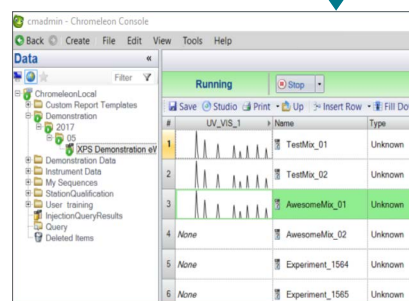 cmadmin - Chromeleon Console
Back Create File Edit View Tools Help
Data «
Filter
ChromeleonLocal
Custom Report Templates
Demonstration
2017
05
XPS Demonstration eW
Demonstration Data
Instrument Data
My Sequences
StationQualification
User training
InjectionQueryResults
Query
Deleted Items
Running Stop
Save Studio Print Up Insert Row Fill Do
# UV_VIS_1 Name Type
1 TestMix_01 Unknown
2 TestMix_02 Unknown
3 AwesomeMix_01 Unknown
4 None AwesomeMix_02 Unknown
5 None Experiment_1564 Unknown
6 None Experiment_1565 Unknown